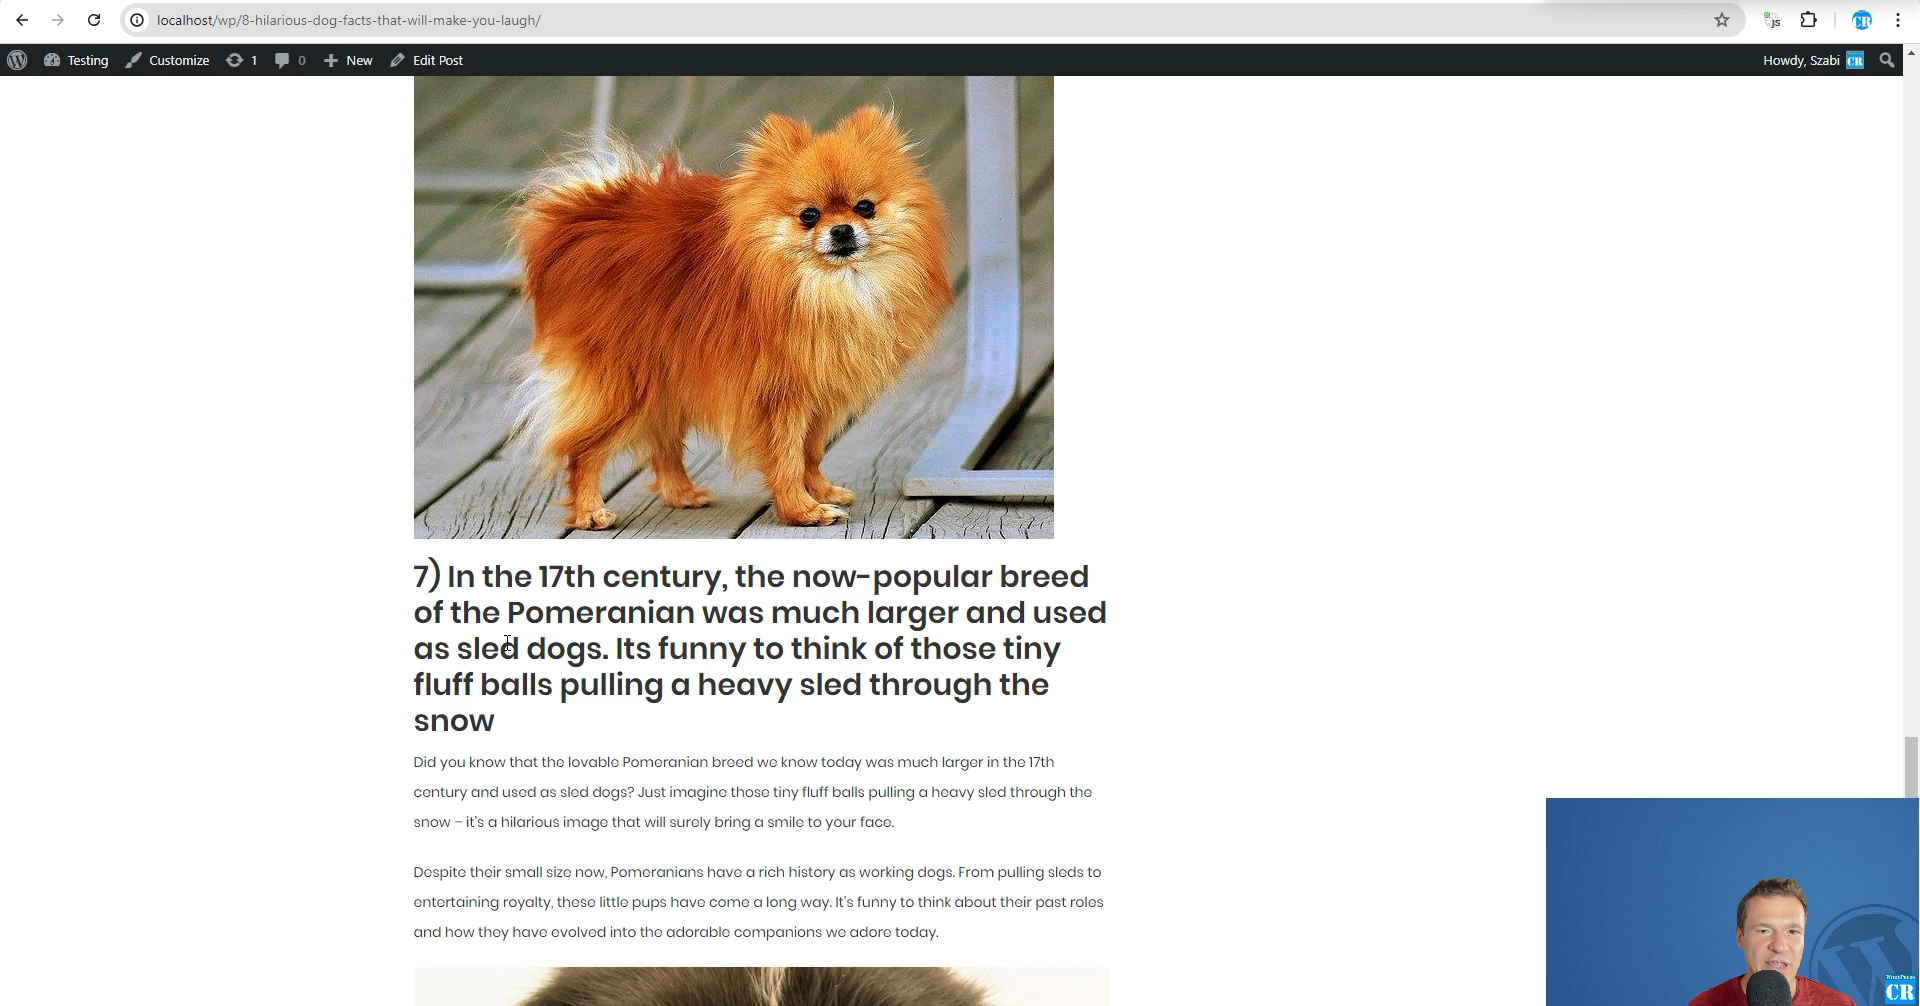 localhost/wp/8-hilarious-dog-facts-that-will-make-you-laugh/
JS
CR
Testing
Customize
1
0
New
Edit Post
Howdy, Szabi
CR
7) In the 17th century, the now-popular breed
of the Pomeranian was much larger and used
as sled dogs. Its funny to think of those tiny
fluff balls pulling a heavy sled through the
snow
Did you know that the lovable Pomeranian breed we know today was much larger in the 17th
century and used as sled dogs? Just imagine those tiny fluff balls pulling a heavy sled through the
snow – it's a hilarious image that will surely bring a smile to your face.
Despite their small size now, Pomeranians have a rich history as working dogs. From pulling sleds to
entertaining royalty, these little pups have come a long way. It's funny to think about their past roles
and how they have evolved into the adorable companions we adore today.
WordPress
CR